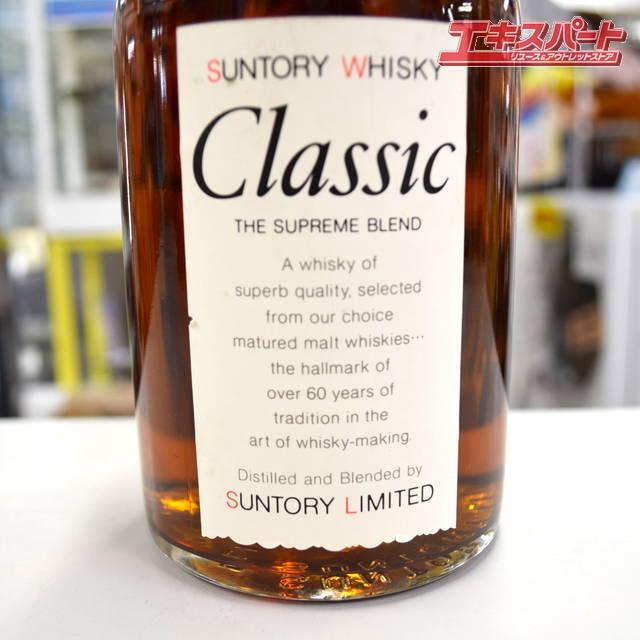 エキスパート
リユース&アウトレットストア
SUNTORY WHISKY
Classic
THE SUPREME BLEND
A whisky of
superb quality, selected
from our choice
matured malt whiskies…
the hallmark of
over 60 years of
tradition in the
art of whisky-making.
Distilled and Blended by
SUNTORY LIMITED